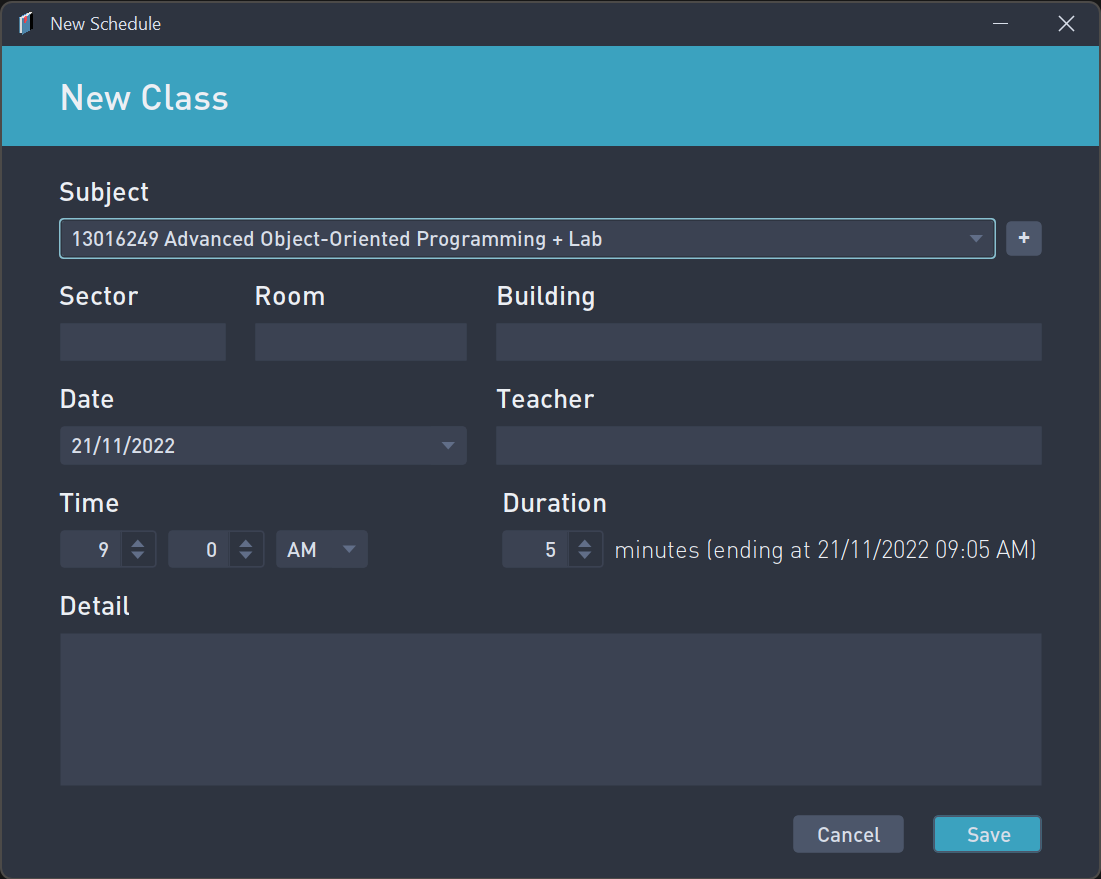 New Schedule
New Class
Subject
13016249 Advanced Object-Oriented Programming + Lab
+
Sector Room Building
Date Teacher
21/11/2022
Time Duration
9 0 AM 5 minutes (ending at 21/11/2022 09:05 AM)
Detail
Cancel Save